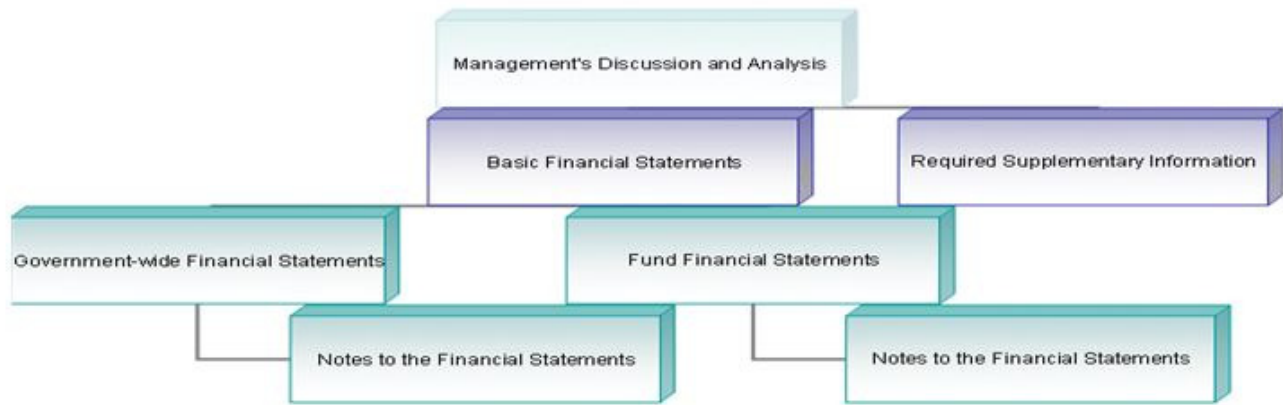 Management's Discussion and Analysis
Basic Financial Statements
Required Supplementary Information
Government-wide Financial Statements
Fund Financial Statements
Notes to the Financial Statements
Notes to the Financial Statements